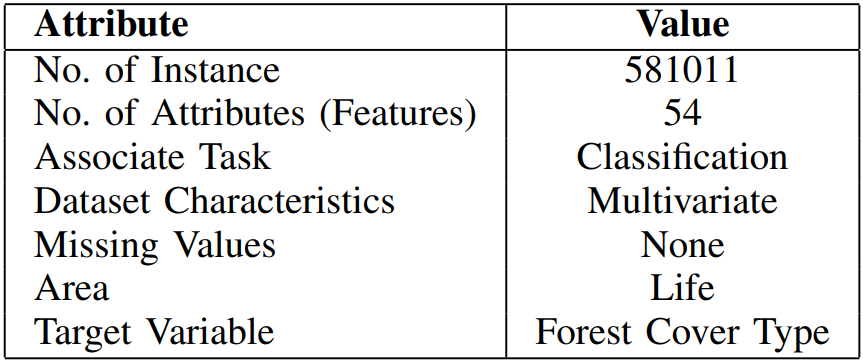 Attribute Value
No. of Instance 581011
No. of Attributes (Features) 54
Associate Task Classification
Dataset Characteristics Multivariate
Missing Values None
Area Life
Target Variable Forest Cover Type